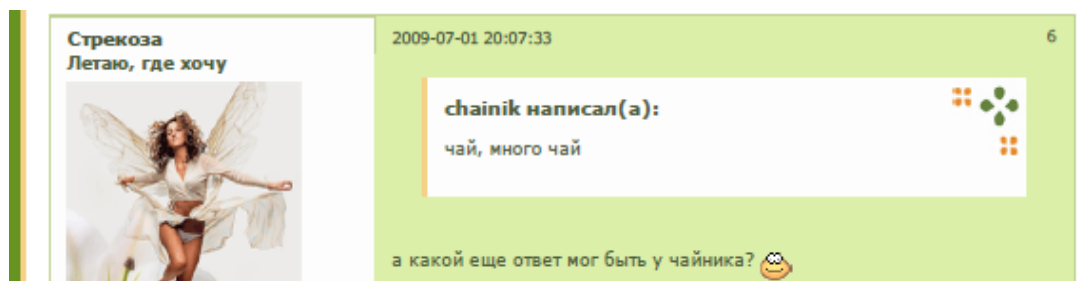 Стрекоза
Летаю, где хочу
2009-07-01 20:07:33
6
chainik написал(а):
чай, много чай
а какой еще ответ мог быть у чайника?